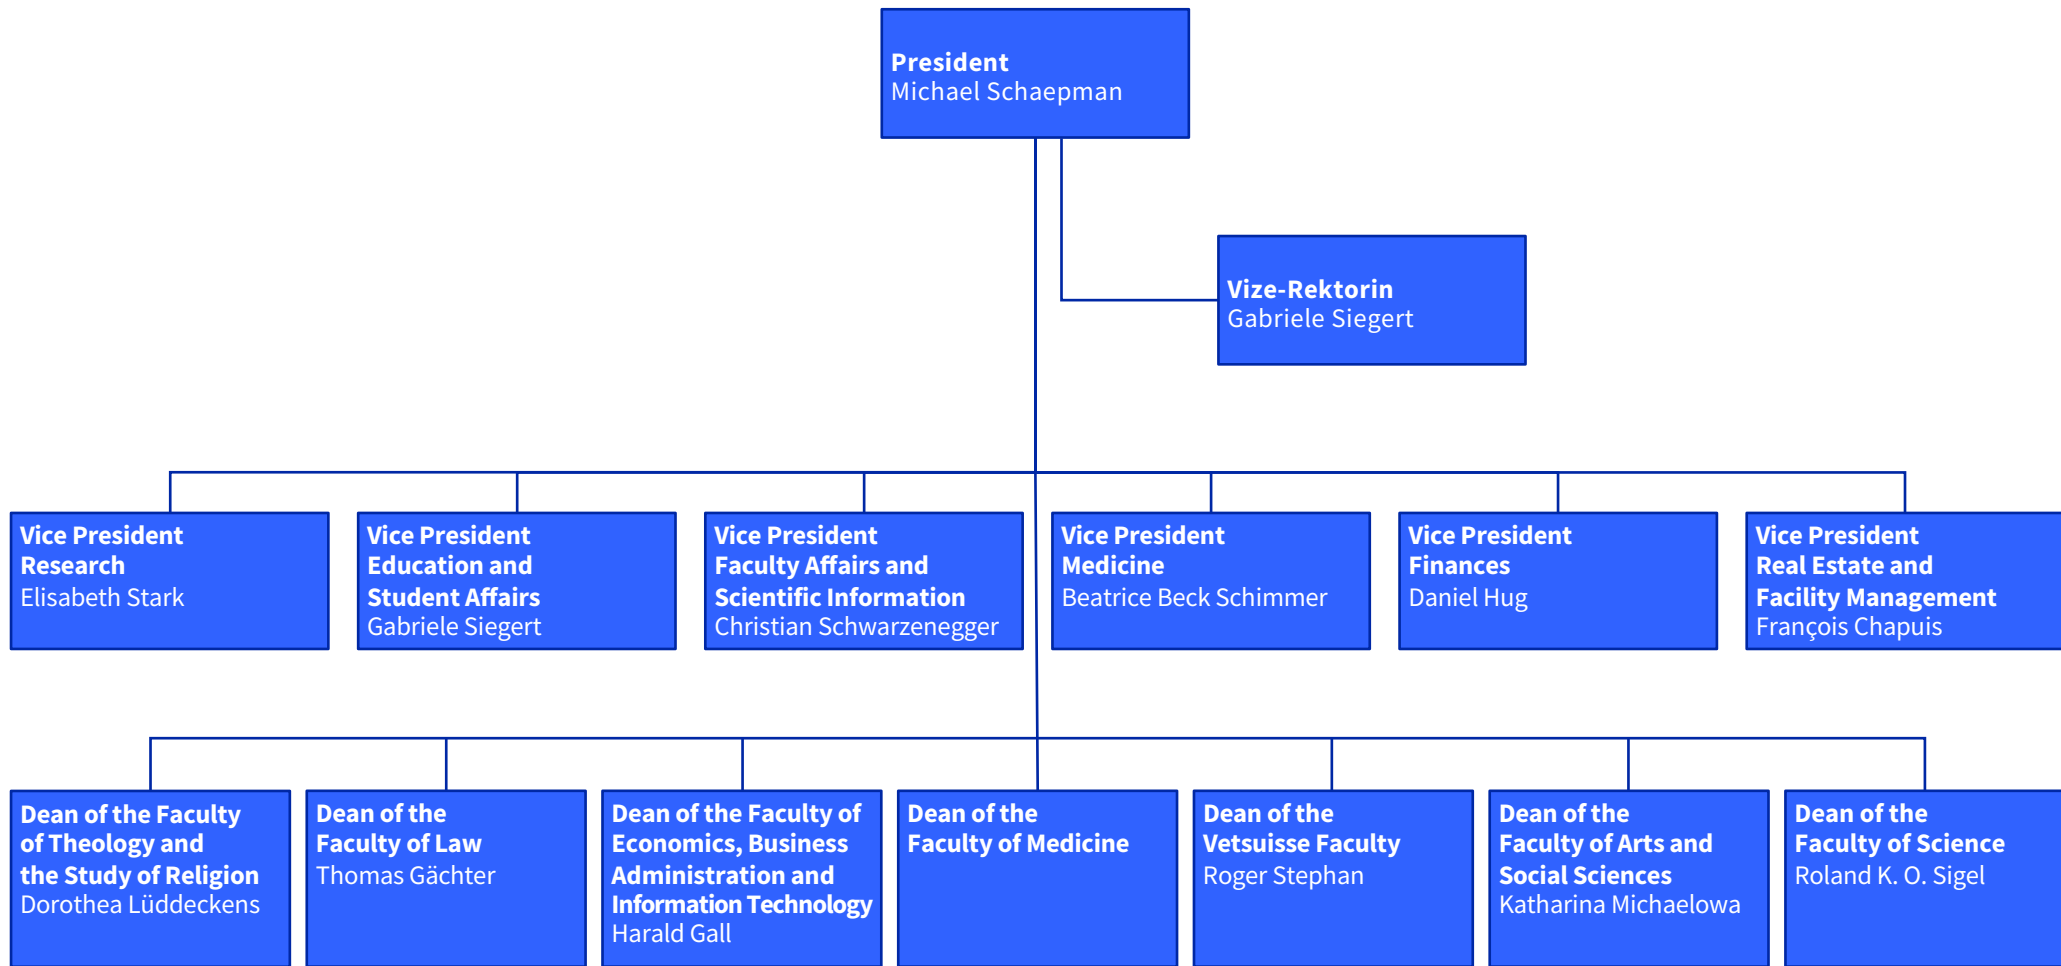 President
Michael Schaepman
Vize-Rektorin
Gabriele Siegert
Vice President
Research
Elisabeth Stark
Vice President
Education and
Student Affairs
Gabriele Siegert
Vice President
Faculty Affairs and
Scientific Information
Christian Schwarzenegger
Vice President
Medicine
Beatrice Beck Schimmer
Vice President
Finances
Daniel Hug
Vice President
Real Estate and
Facility Management
François Chapuis
Dean of the Faculty
of Theology and
the Study of Religion
Dorothea Lüddeckens
Dean of the
Faculty of Law
Thomas Gächter
Dean of the Faculty of
Economics, Business
Administration and
Information Technology
Harald Gall
Dean of the
Faculty of Medicine
Dean of the
Vetsuisse Faculty
Roger Stephan
Dean of the
Faculty of Arts and
Social Sciences
Katharina Michaelowa
Dean of the
Faculty of Science
Roland K. O. Sigel